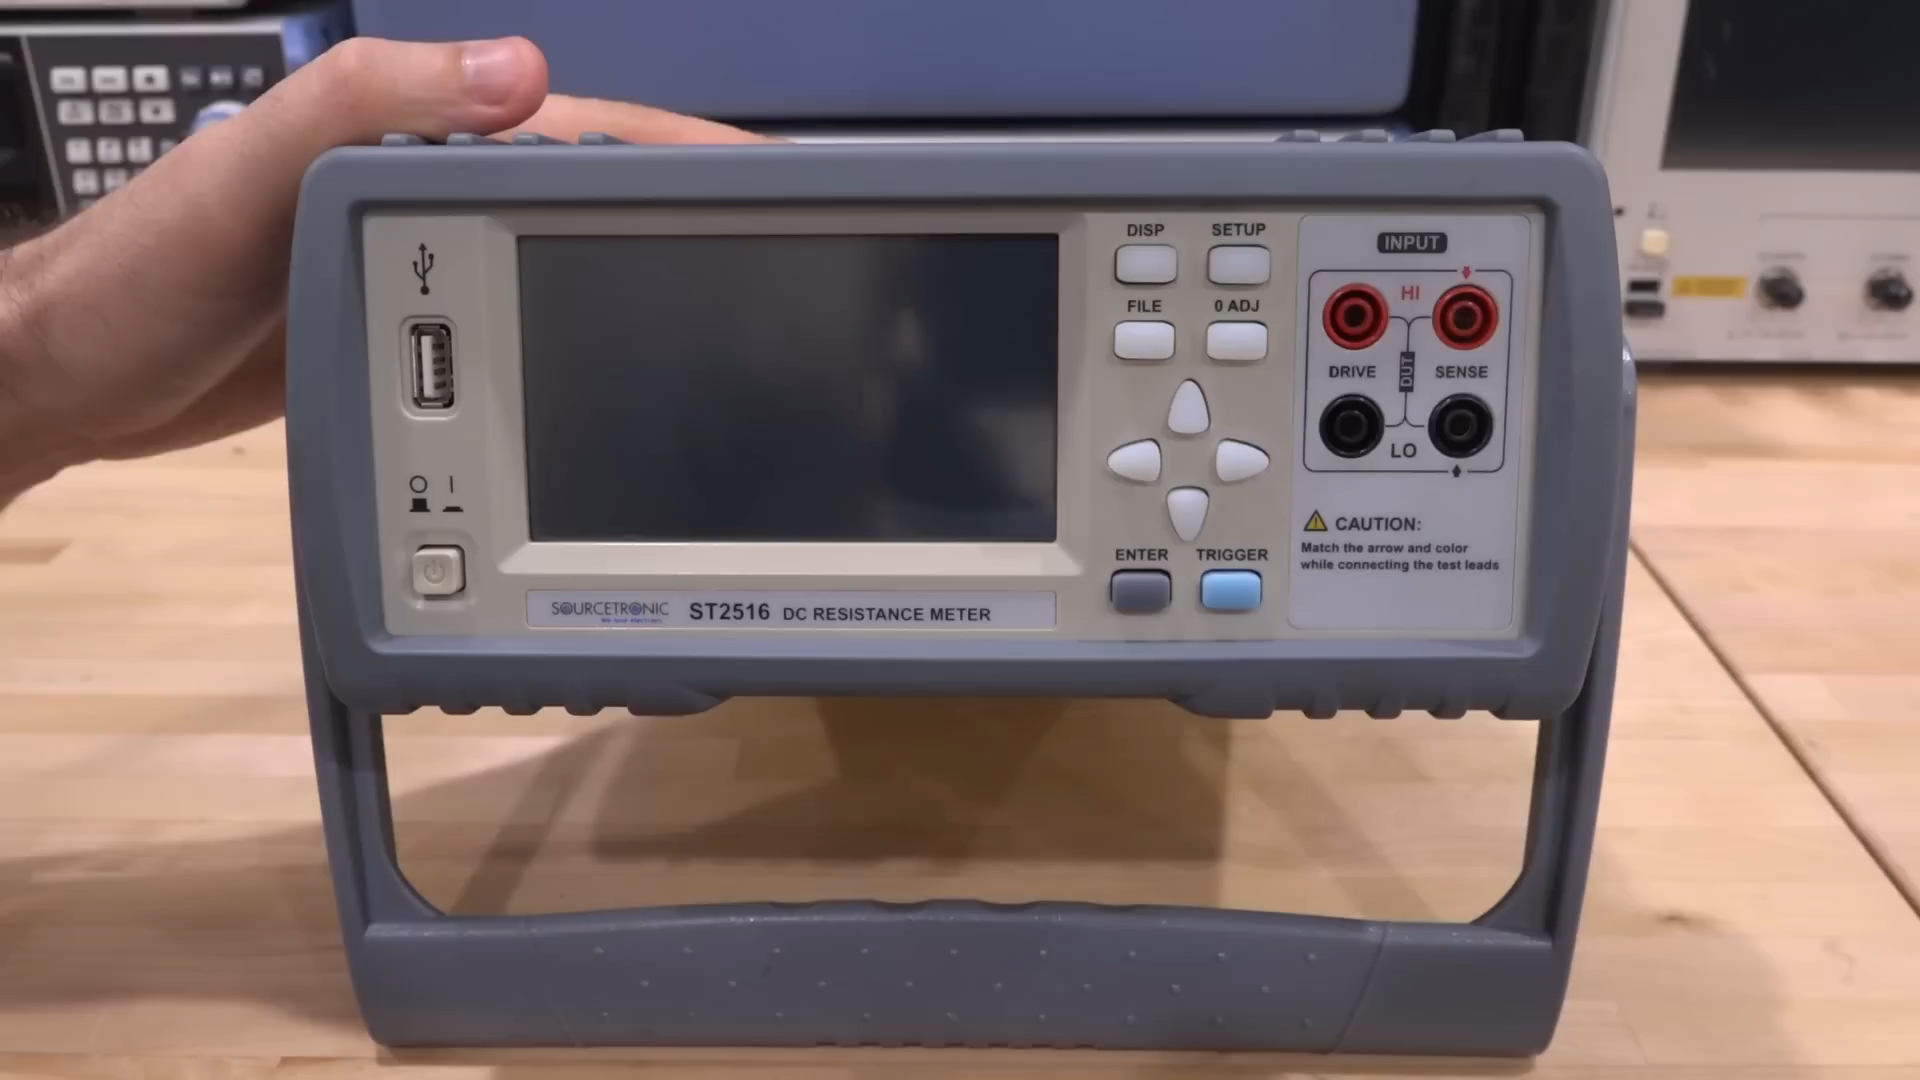 DISP
SETUP
FILE
0 ADJ
ENTER
TRIGGER
INPUT
HI
DRIVE
DUT
SENSE
LO
CAUTION:
Match the arrow and color
while connecting the test leads
SOURCETRONIC
ST2516 DC RESISTANCE METER